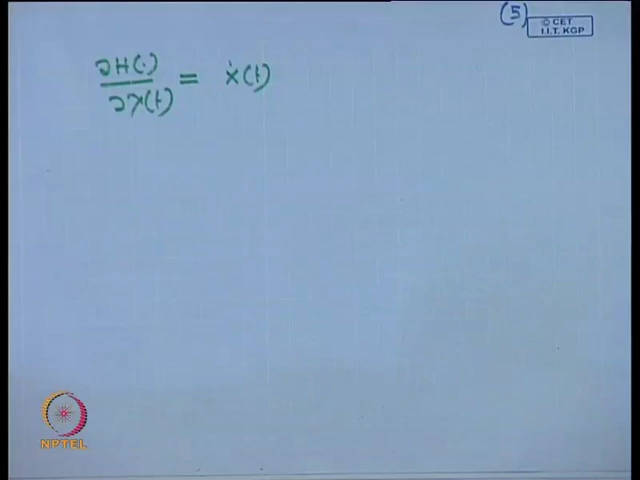 (5)
© CET
I.I.T. KGP
∂H(·)
∂λ(t)
= ẋ(t)
NPTEL